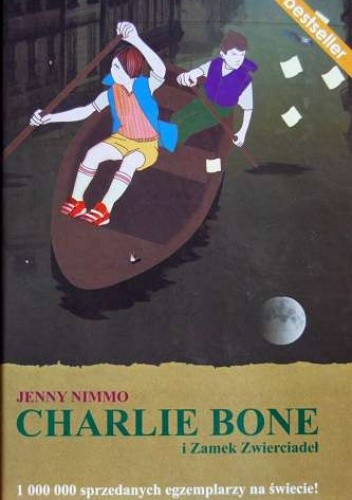 bestseller
JENNY NIMMO
CHARLIE BONE
i Zamek Zwierciadeł
1 000 000 sprzedanych egzemplarzy na świecie!